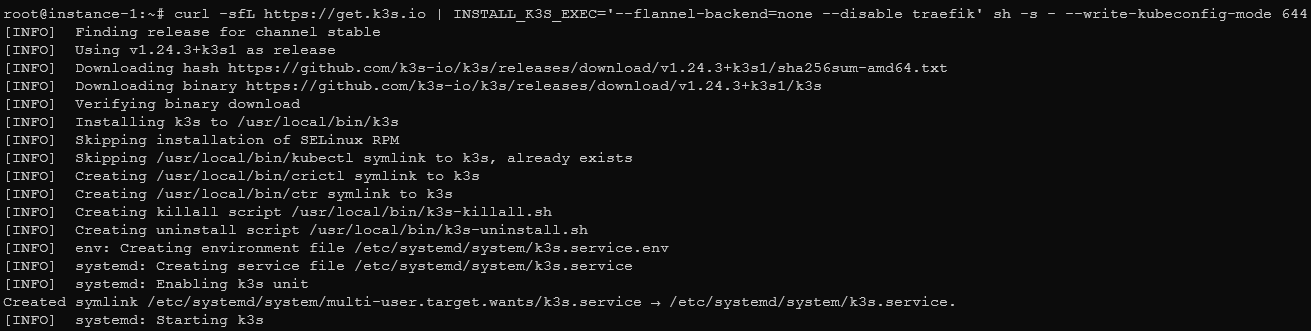 root@instance-1:~# curl -sfL https://get.k3s.io | INSTALL_K3S_EXEC='--flannel-backend=none --disable traefik' sh -s - --write-kubeconfig-mode 644
[INFO]  Finding release for channel stable
[INFO]  Using v1.24.3+k3s1 as release
[INFO]  Downloading hash https://github.com/k3s-io/k3s/releases/download/v1.24.3+k3s1/sha256sum-amd64.txt
[INFO]  Downloading binary https://github.com/k3s-io/k3s/releases/download/v1.24.3+k3s1/k3s
[INFO]  Verifying binary download
[INFO]  Installing k3s to /usr/local/bin/k3s
[INFO]  Skipping installation of SELinux RPM
[INFO]  Skipping /usr/local/bin/kubectl symlink to k3s, already exists
[INFO]  Creating /usr/local/bin/crictl symlink to k3s
[INFO]  Creating /usr/local/bin/ctr symlink to k3s
[INFO]  Creating killall script /usr/local/bin/k3s-killall.sh
[INFO]  Creating uninstall script /usr/local/bin/k3s-uninstall.sh
[INFO]  env: Creating environment file /etc/systemd/system/k3s.service.env
[INFO]  systemd: Creating service file /etc/systemd/system/k3s.service
[INFO]  systemd: Enabling k3s unit
Created symlink /etc/systemd/system/multi-user.target.wants/k3s.service → /etc/systemd/system/k3s.service.
[INFO]  systemd: Starting k3s